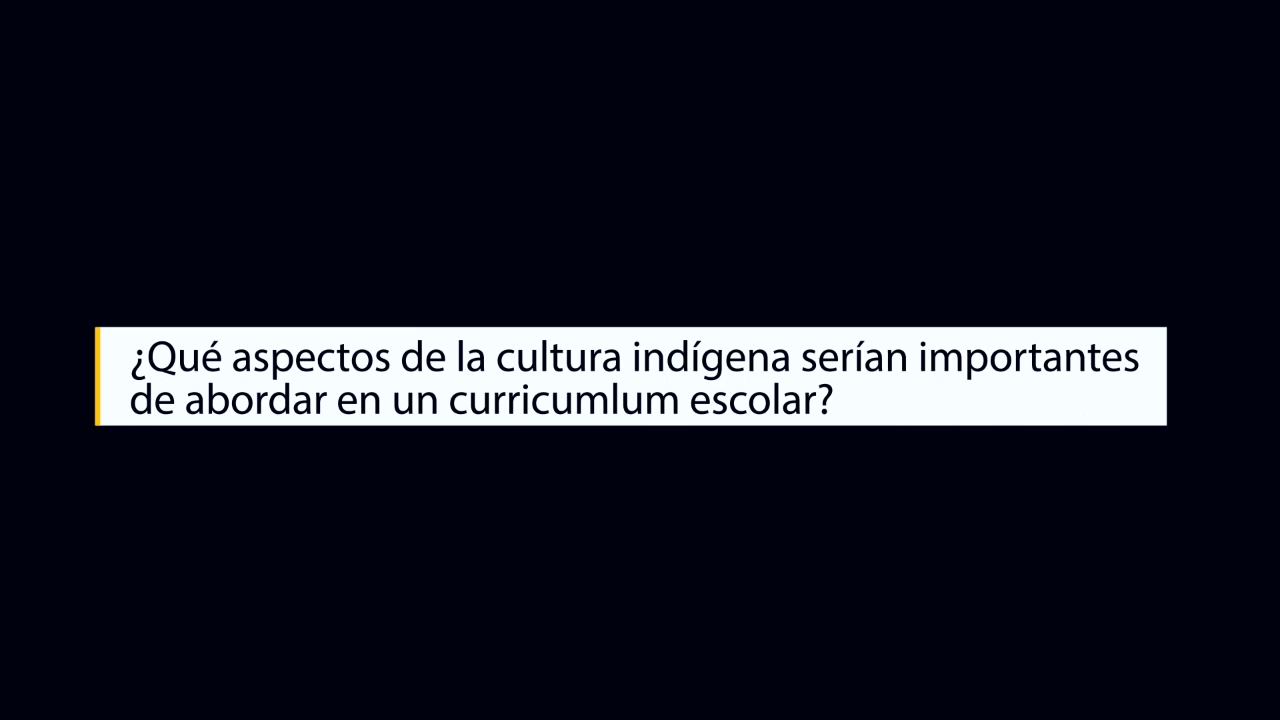 ¿Qué aspectos de la cultura indígena serían importantes
de abordar en un curricumlum escolar?